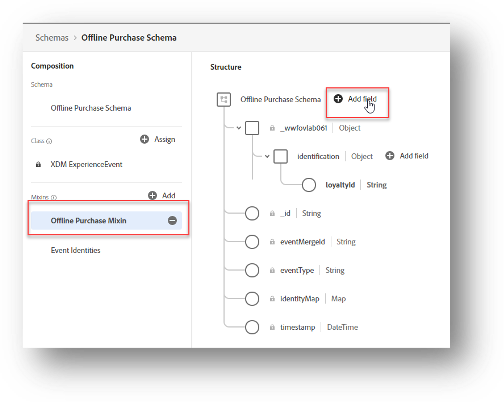 Schemas > Offline Purchase Schema
Composition
Schema
Offline Purchase Schema
Class
Assign
XDM ExperienceEvent
Mixins
Add
Offline Purchase Mixin
Event Identities
Structure
Offline Purchase Schema Add field
_wwfovlab061 | Object
identification | Object Add field
loyaltyId | String
_id | String
eventMergeId | String
eventType | String
identityMap | Map
timestamp | DateTime